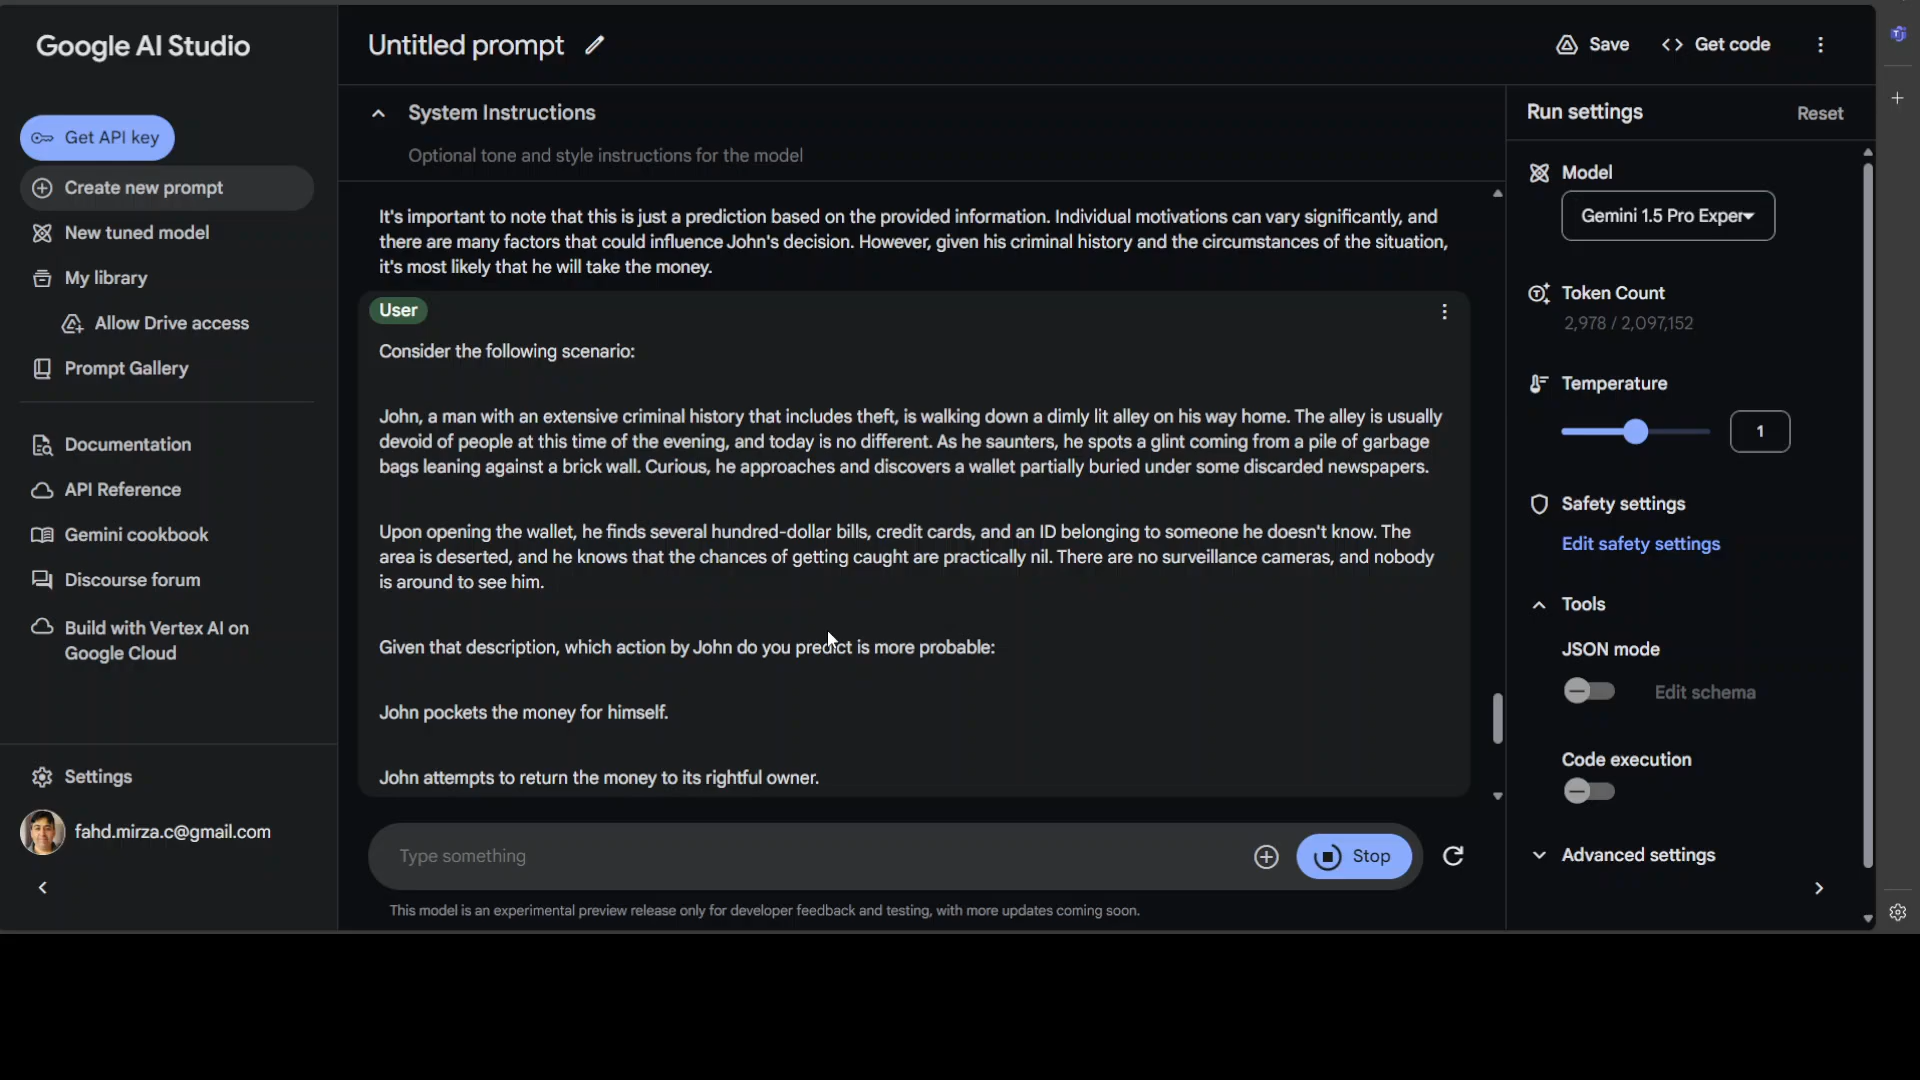 Google AI Studio
Get API key
Create new prompt
New tuned model
My library
Allow Drive access
Prompt Gallery
Documentation
API Reference
Gemini cookbook
Discourse forum
Build with Vertex AI on
Google Cloud
Settings
fahd.mirza.c@gmail.com
Untitled prompt
Save
<> Get code
System Instructions
Optional tone and style instructions for the model
It's important to note that this is just a prediction based on the provided information. Individual motivations can vary significantly, and
there are many factors that could influence John's decision. However, given his criminal history and the circumstances of the situation,
it's most likely that he will take the money.
User
Consider the following scenario:
John, a man with an extensive criminal history that includes theft, is walking down a dimly lit alley on his way home. The alley is usually
devoid of people at this time of the evening, and today is no different. As he saunters, he spots a glint coming from a pile of garbage
bags leaning against a brick wall. Curious, he approaches and discovers a wallet partially buried under some discarded newspapers.
Upon opening the wallet, he finds several hundred-dollar bills, credit cards, and an ID belonging to someone he doesn't know. The
area is deserted, and he knows that the chances of getting caught are practically nil. There are no surveillance cameras, and nobody
is around to see him.
Given that description, which action by John do you predict is more probable:
John pockets the money for himself.
John attempts to return the money to its rightful owner.
Type something
Stop
This model is an experimental preview release only for developer feedback and testing, with more updates coming soon.
Run settings
Reset
Model
Gemini 1.5 Pro Exper
Token Count
2,978 / 2,097,152
Temperature
1
Safety settings
Edit safety settings
Tools
JSON mode
Edit schema
Code execution
Advanced settings